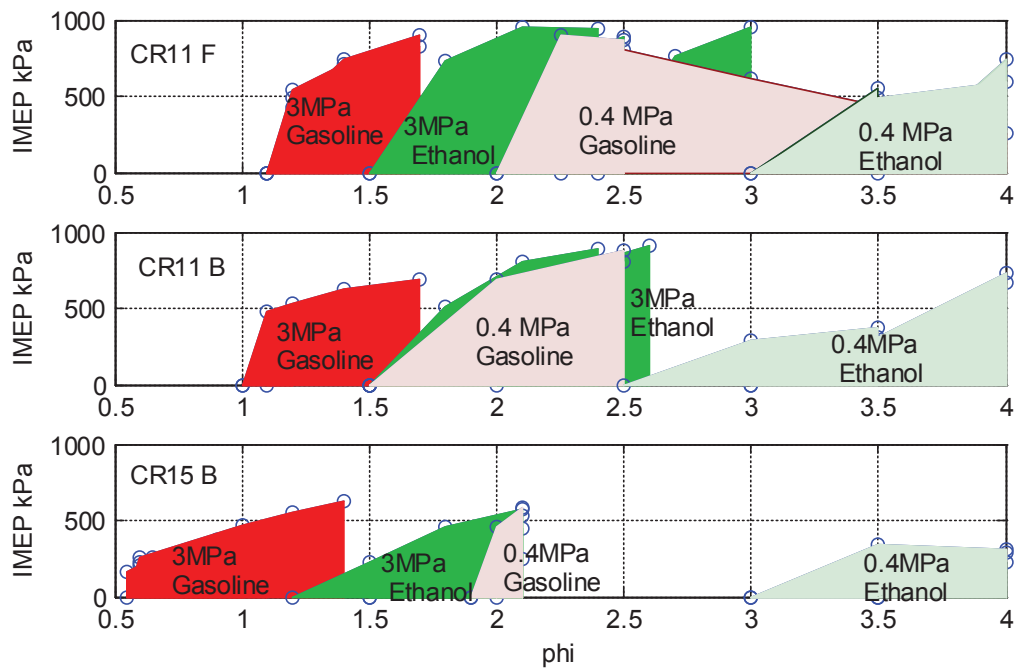 1000
CR11 F
IMEP kPa
500
3MPa
Gasoline
3MPa
Ethanol
0.4 MPa
Gasoline
0.4 MPa
Ethanol
0
0.5 1 1.5 2 2.5 3 3.5 4
1000
CR11 B
IMEP kPa
500
3MPa
Gasoline
0.4 MPa
Gasoline
3MPa
Ethanol
0.4MPa
Ethanol
0
0.5 1 1.5 2 2.5 3 3.5 4
1000
CR15 B
IMEP kPa
500
3MPa
Gasoline
3MPa
Ethanol
0.4MPa
Gasoline
0.4MPa
Ethanol
0
0.5 1 1.5 2 2.5 3 3.5 4
phi